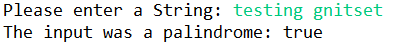 Please enter a String: testing gnitset
The input was a palindrome: true